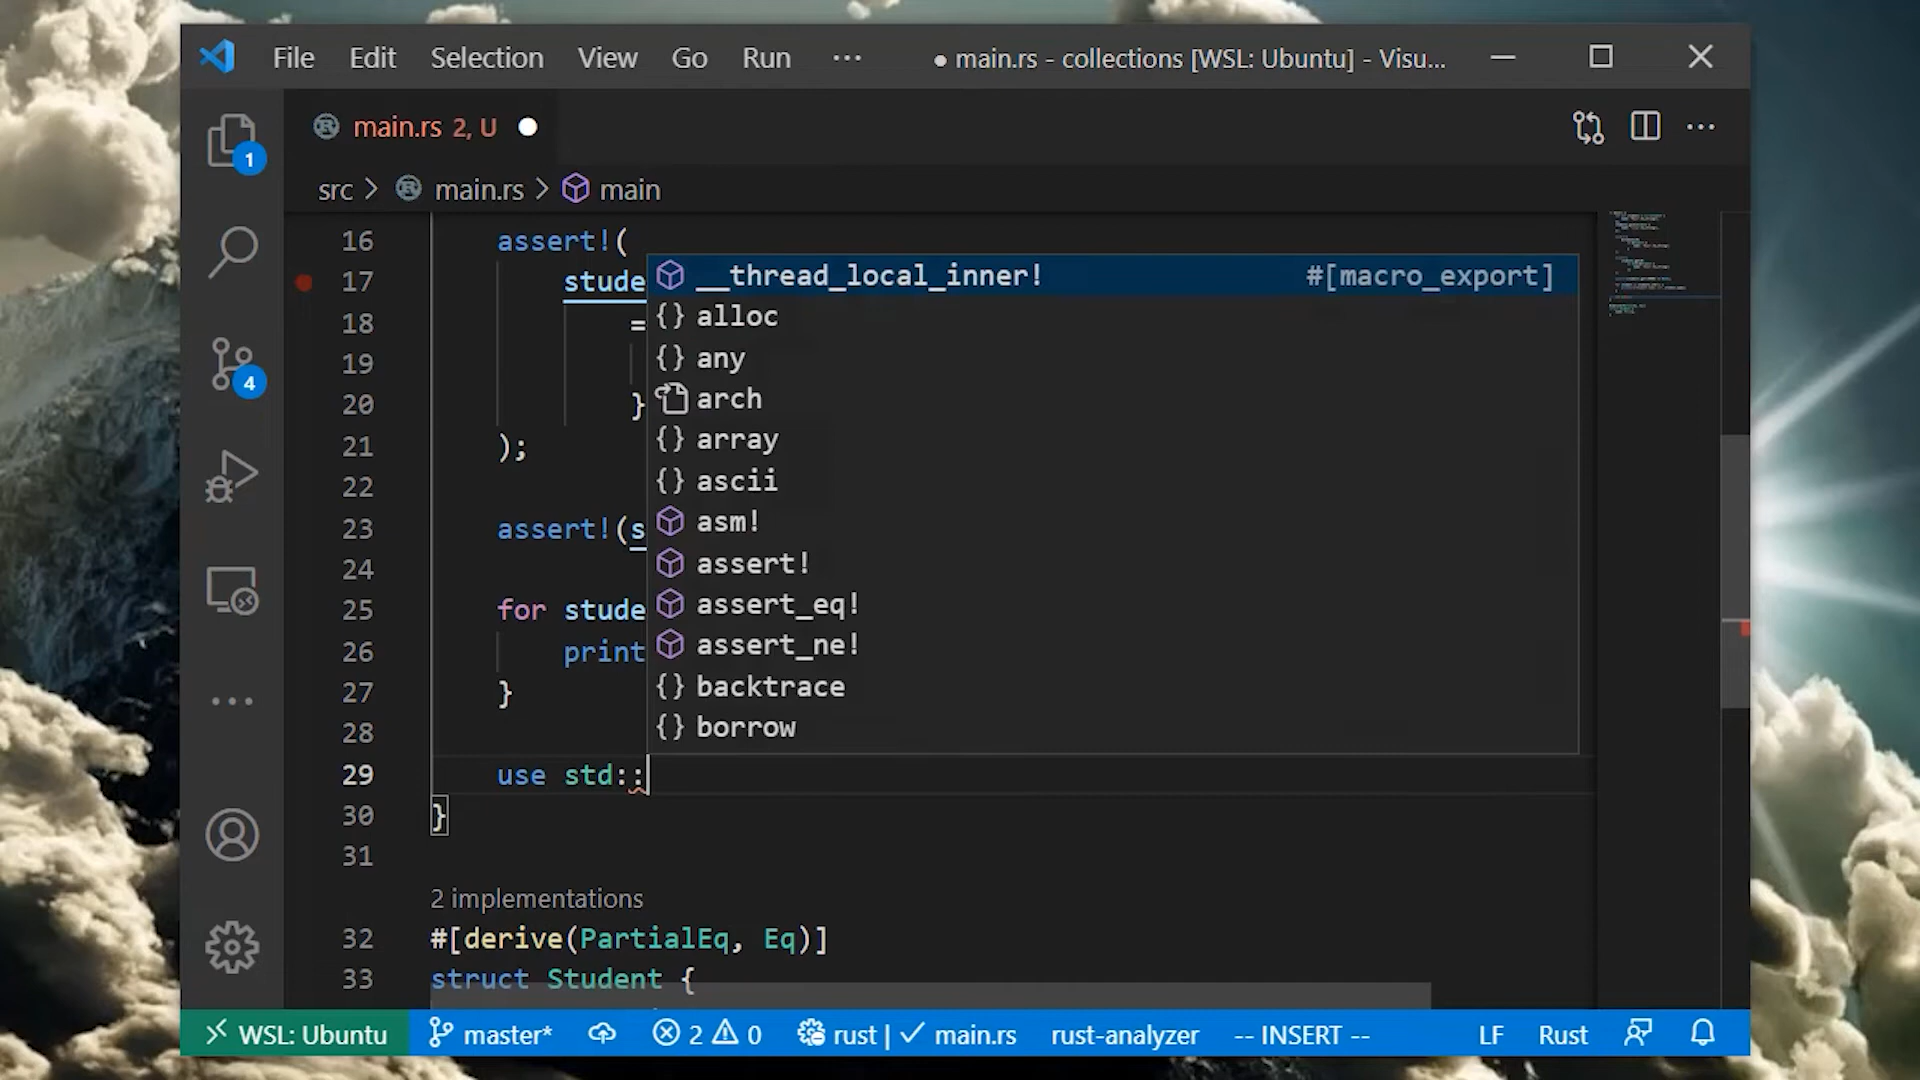 File Edit Selection View Go Run ··· ● main.rs - collections [WSL: Ubuntu] - Visu...
main.rs 2, U
1
src > main.rs > main
16 assert!(
17 stude
18 =
19
20 }
21 );
22
23 assert!(s
24
25 for stude
26 print
27 }
28
29 use std::
30 }
31
__thread_local_inner! #[macro_export]
{} alloc
{} any
arch
{} array
{} ascii
asm!
assert!
assert_eq!
assert_ne!
{} backtrace
{} borrow
4
2 implementations
32 #[derive(PartialEq, Eq)]
33 struct Student {
WSL: Ubuntu master* 2 0 rust | ✓ main.rs rust-analyzer -- INSERT -- LF Rust